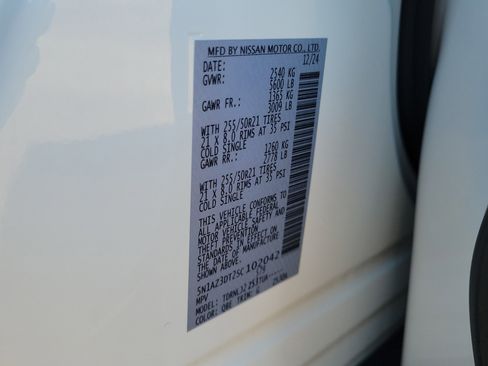 MFD BY NISSAN MOTOR CO., LTD.
DATE: 12/24
GVWR: 2540 KG
5600 LB
GAWR FR.: 1365 KG
3009 LB
WITH 255/50R21 TIRES
21 X 8.0 RIMS AT 35 PSI
COLD SINGLE
GAWR RR.: 1260 KG
2778 LB
WITH 255/50R21 TIRES
21 X 8.0 RIMS AT 35 PSI
COLD SINGLE
THIS VEHICLE CONFORMS TO
ALL APPLICABLE FEDERAL
MOTOR VEHICLE SAFETY AND
THEFT PREVENTION
STANDARDS IN EFFECT ON
THE DATE OF MANUFACTURE
SHOWN ABOVE.
5N1AZ3DT2SC102042
MPV
MODEL:
COLOR: QBE TRIM: G